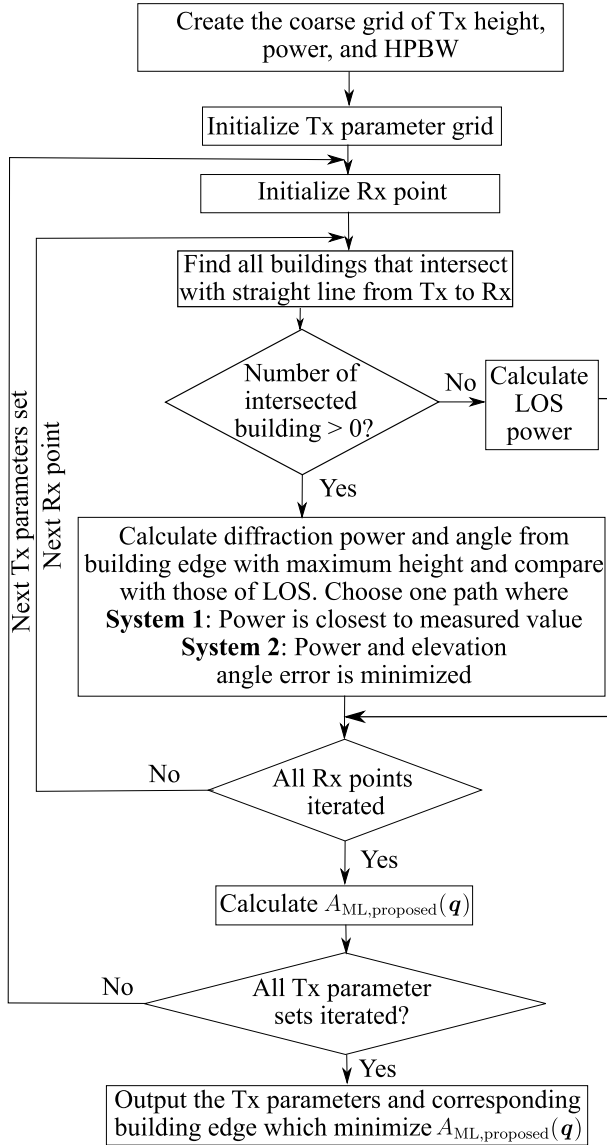 Create the coarse grid of Tx height,
power, and HPBW
Initialize Tx parameter grid
Initialize Rx point
Find all buildings that intersect
with straight line from Tx to Rx
Number of
intersected
building > 0?
No
Calculate
LOS
power
Yes
Next Tx parameters set
Next Rx point
Calculate diffraction power and angle from
building edge with maximum height and compare
with those of LOS. Choose one path where
System 1: Power is closest to measured value
System 2: Power and elevation
angle error is minimized
No
All Rx points
iterated
Yes
Calculate A_ML,proposed(q)
No
All Tx parameter
sets iterated?
Yes
Output the Tx parameters and corresponding
building edge which minimize A_ML,proposed(q)